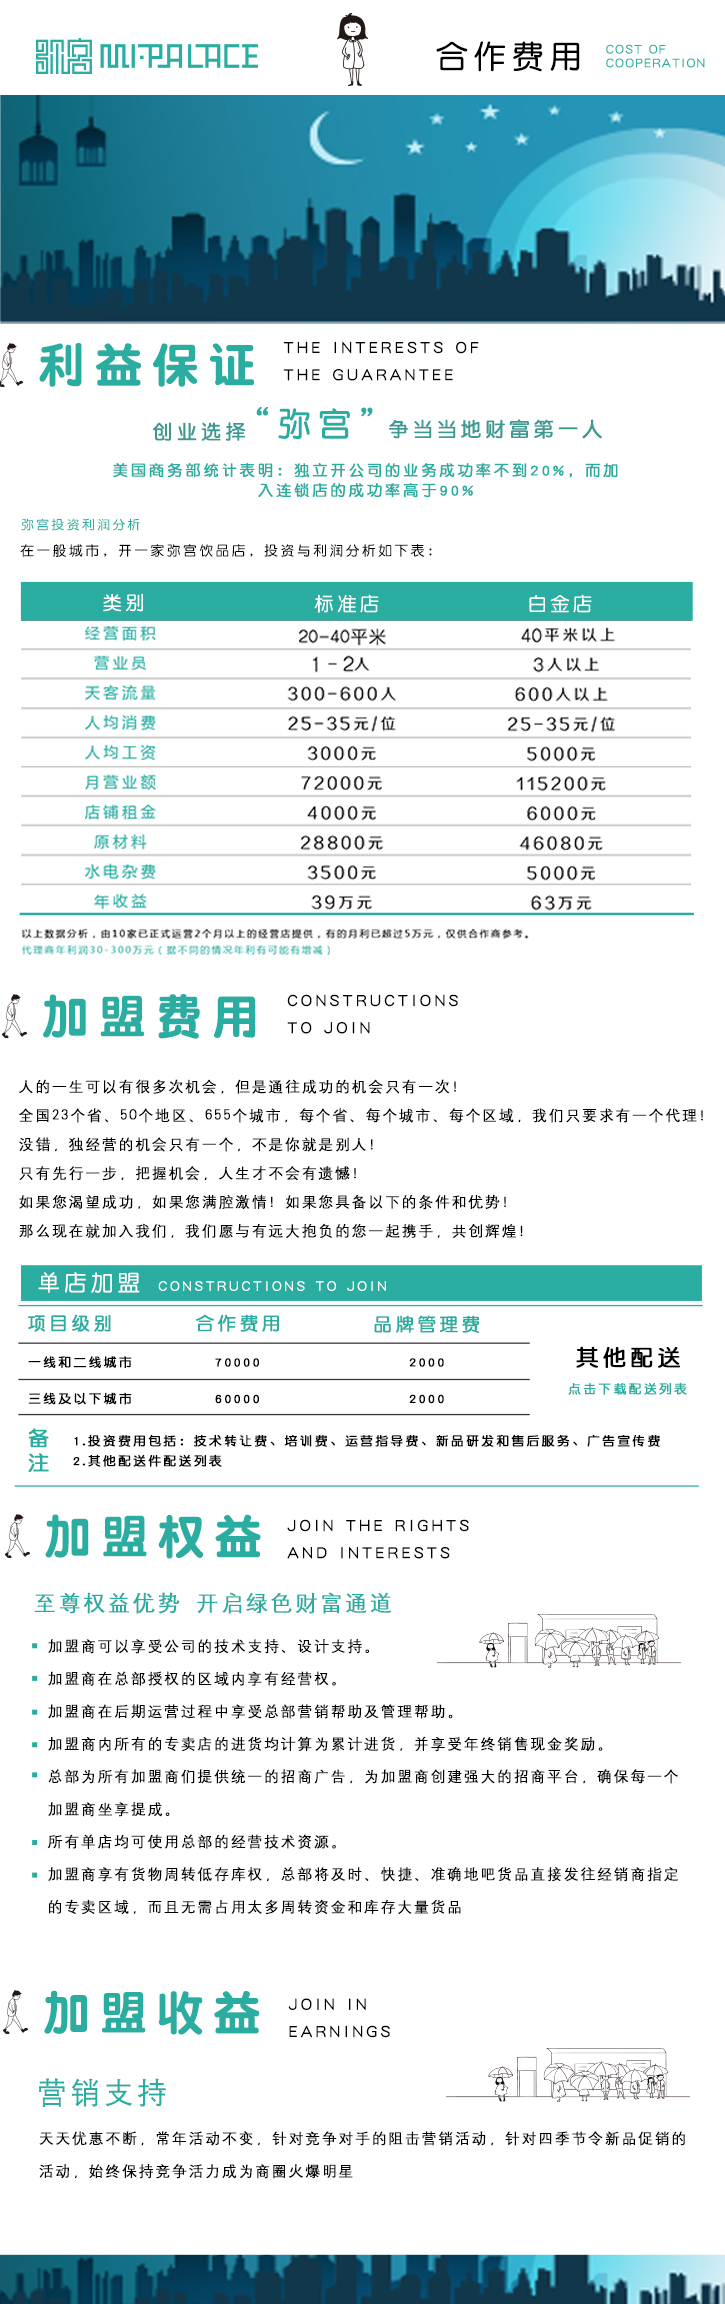 弥宫 MI·PALACE
合作费用
COST OF
COOPERATION
利益保证
THE INTERESTS OF
THE GUARANTEE
创业选择“弥宫”争当当地财富第一人
美国商务部统计表明：独立开公司的业务成功率不到20%，而加
入连锁店的成功率高于90%
弥宫投资利润分析
在一般城市，开一家弥宫饮品店，投资与利润分析如下表：
类别 标准店 白金店
经营面积 20-40平米 40平米以上
营业员 1-2人 3人以上
天客流量 300-600人 600人以上
人均消费 25-35元/位 25-35元/位
人均工资 3000元 5000元
月营业额 72000元 115200元
店铺租金 4000元 6000元
原材料 28800元 46080元
水电杂费 3500元 5000元
年收益 39万元 63万元
以上数据分析，由10家已正式运营2个月以上的经营店提供，有的月利已超过5万元，仅供合作商参考。
代理商年利润30-300万元（据不同的情况年利有可能有增减）
加盟费用
CONSTRUCTIONS
TO JOIN
人的一生可以有很多次机会，但是通往成功的机会只有一次！
全国23个省、50个地区、655个城市，每个省、每个城市、每个区域，我们只要求有一个代理！
没错，独经营的机会只有一个，不是你就是别人！
只有先行一步，把握机会，人生才不会有遗憾！
如果您渴望成功，如果您满腔激情！如果您具备以下的条件和优势！
那么现在就加入我们，我们愿与有远大抱负的您一起携手，共创辉煌！
单店加盟 CONSTRUCTIONS TO JOIN
项目级别 合作费用 品牌管理费
一线和二线城市 70000 2000
三线及以下城市 60000 2000
其他配送
点击下载配送列表
备注
1.投资费用包括：技术转让费、培训费、运营指导费、新品研发和售后服务、广告宣传费
2.其他配送件配送列表
加盟权益
JOIN THE RIGHTS
AND INTERESTS
至尊权益优势 开启绿色财富通道
加盟商可以享受公司的技术支持、设计支持。
加盟商在总部授权的区域内享有经营权。
加盟商在后期运营过程中享受总部营销帮助及管理帮助。
加盟商内所有的专卖店的进货均计算为累计进货，并享受年终销售现金奖励。
总部为所有加盟商们提供统一的招商广告，为加盟商创建强大的招商平台，确保每一个
加盟商坐享提成。
所有单店均可使用总部的经营技术资源。
加盟商享有货物周转低存库权，总部将及时、快捷、准确地吧货品直接发往经销商指定
的专卖区域，而且无需占用太多周转资金和库存大量货品
加盟收益
JOIN IN
EARNINGS
营销支持
天天优惠不断，常年活动不变，针对竞争对手的阻击营销活动，针对四季节令新品促销的
活动，始终保持竞争活力成为商圈火爆明星